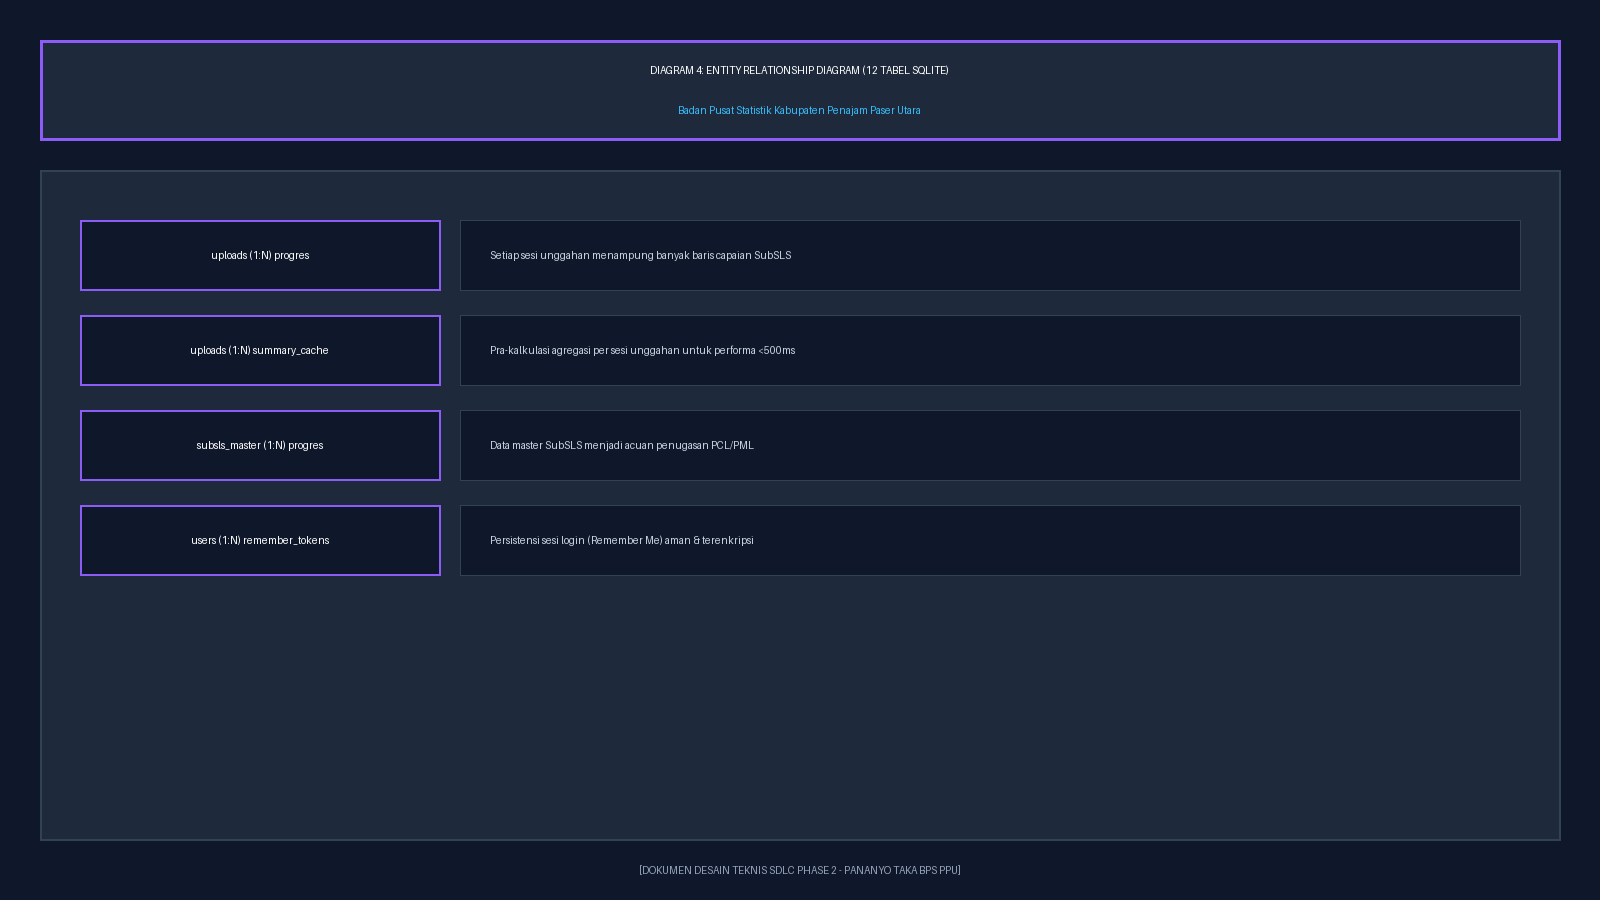 DIAGRAM 4: ENTITY RELATIONSHIP DIAGRAM (12 TABEL SQLITE)
Badan Pusat Statistik Kabupaten Penajam Paser Utara
uploads (1:N) progres
Setiap sesi unggahan menampung banyak baris capaian SubSLS
uploads (1:N) summary_cache
Pra-kalkulasi agregasi per sesi unggahan untuk performa <500ms
subsls_master (1:N) progres
Data master SubSLS menjadi acuan penugasan PCL/PML
users (1:N) remember_tokens
Persistensi sesi login (Remember Me) aman & terenkripsi
[DOKUMEN DESAIN TEKNIS SDLC PHASE 2 - PANANYO TAKA BPS PPU]